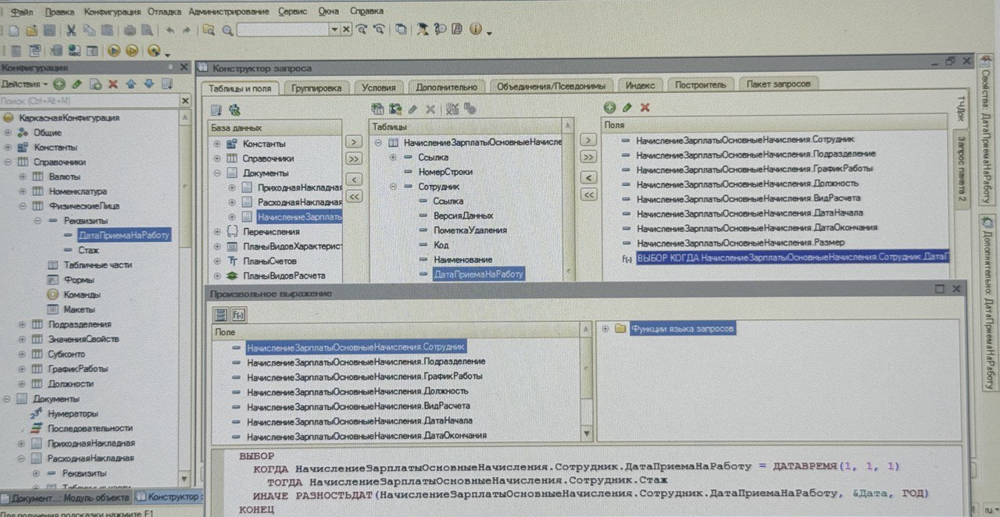 Файл Правка Конфигурация Отладка Администрирование Сервис Окна Справка
Конфигурация
Действия
Поиск (Ctrl+Alt+M)
КаркаснаяКонфигурация
Общие
Константы
Справочники
Валюты
Номенклатура
ФизическиеЛица
Реквизиты
ДатаПриемаНаРаботу
Стаж
Табличные части
Формы
Команды
Макеты
Подразделения
ЗначенияСвойств
Субконто
ГрафикРаботы
Должности
Документы
Нумераторы
Последовательности
ПриходнаяНакладная
РасходнаяНакладная
Реквизиты
Документ...: Модуль объекта
Конструктор з
Для получения подсказки нажмите F1
Конструктор запроса
Таблицы и поля Группировка Условия Дополнительно Объединения/Псевдонимы Индекс Построитель Пакет запросов
База данных
Константы
Справочники
Документы
ПриходнаяНакладная
РасходнаяНакладная
НачислениеЗарплаты
Перечисления
ПланыВидовХарактерист
ПланыСчетов
ПланыВидовРасчета
> >> < <<
Таблицы
НачислениеЗарплатыОсновныеНачисле
Ссылка
НомерСтроки
Сотрудник
Ссылка
ВерсияДанных
ПометкаУдаления
Код
Наименование
ДатаПриемаНаРаботу
> >> < <<
Поля
НачислениеЗарплатыОсновныеНачисления.Сотрудник
НачислениеЗарплатыОсновныеНачисления.Подразделение
НачислениеЗарплатыОсновныеНачисления.ГрафикРаботы
НачислениеЗарплатыОсновныеНачисления.Должность
НачислениеЗарплатыОсновныеНачисления.ВидРасчета
НачислениеЗарплатыОсновныеНачисления.ДатаНачала
НачислениеЗарплатыОсновныеНачисления.ДатаОкончания
НачислениеЗарплатыОсновныеНачисления.Размер
ВЫБОР КОГДА НачислениеЗарплатыОсновныеНачисления.Сотрудник.ДатаП
ТЧДок
Запрос пакета 2
Свойства: ДатаПриемаНаРаботу
Дополнительно: ДатаПриемаНаРаботу
Произвольное выражение
Поле
НачислениеЗарплатыОсновныеНачисления.Сотрудник
НачислениеЗарплатыОсновныеНачисления.Подразделение
НачислениеЗарплатыОсновныеНачисления.ГрафикРаботы
НачислениеЗарплатыОсновныеНачисления.Должность
НачислениеЗарплатыОсновныеНачисления.ВидРасчета
НачислениеЗарплатыОсновныеНачисления.ДатаНачала
НачислениеЗарплатыОсновныеНачисления.ДатаОкончания
Функции языка запросов
ВЫБОР
КОГДА НачислениеЗарплатыОсновныеНачисления.Сотрудник.ДатаПриемаНаРаботу = ДАТАВРЕМЯ(1, 1, 1)
ТОГДА НачислениеЗарплатыОсновныеНачисления.Сотрудник.Стаж
ИНАЧЕ РАЗНОСТЬДАТ(НачислениеЗарплатыОсновныеНачисления.Сотрудник.ДатаПриемаНаРаботу, &Дата, ГОД)
КОНЕЦ